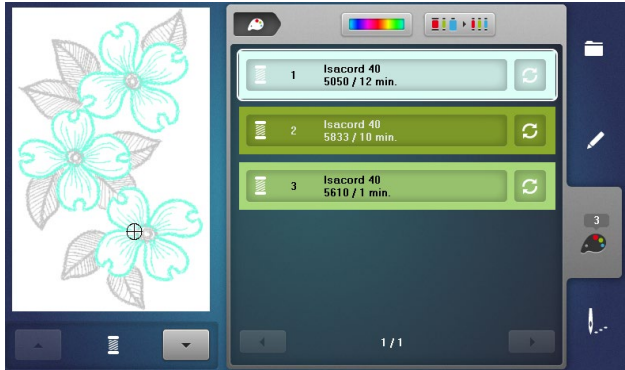 1
Isacord 40
5050 / 12 min.
2
Isacord 40
5833 / 10 min.
3
Isacord 40
5610 / 1 min.
3
1 / 1